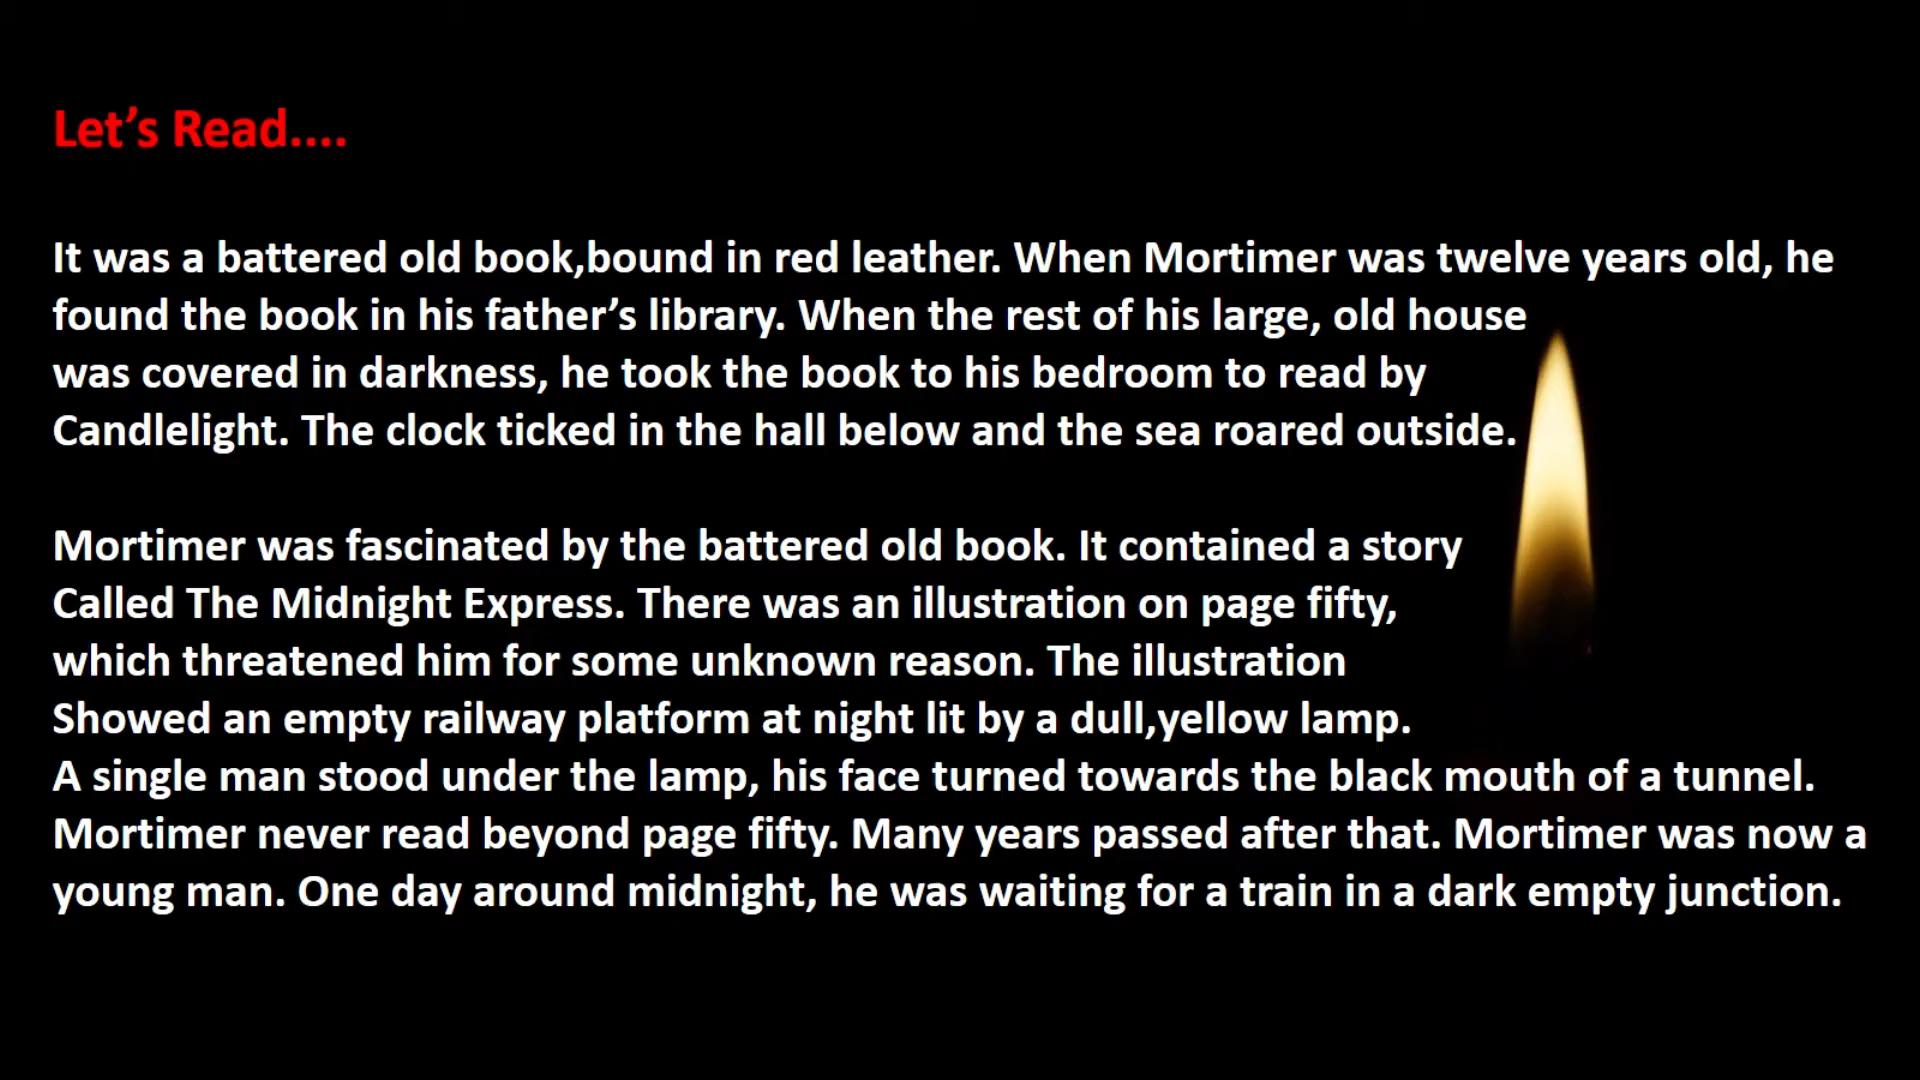 Let’s Read....
It was a battered old book,bound in red leather. When Mortimer was twelve years old, he
found the book in his father’s library. When the rest of his large, old house
was covered in darkness, he took the book to his bedroom to read by
Candlelight. The clock ticked in the hall below and the sea roared outside.
Mortimer was fascinated by the battered old book. It contained a story
Called The Midnight Express. There was an illustration on page fifty,
which threatened him for some unknown reason. The illustration
Showed an empty railway platform at night lit by a dull,yellow lamp.
A single man stood under the lamp, his face turned towards the black mouth of a tunnel.
Mortimer never read beyond page fifty. Many years passed after that. Mortimer was now a
young man. One day around midnight, he was waiting for a train in a dark empty junction.